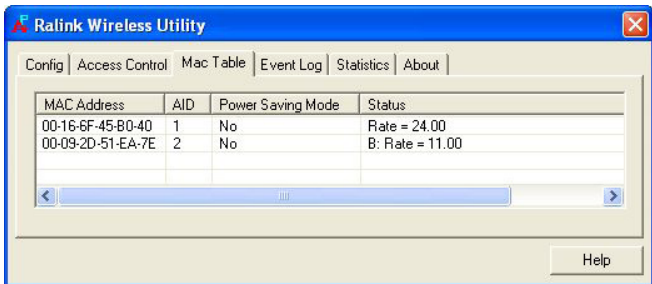 Ralink Wireless Utility
Config Access Control Mac Table Event Log Statistics About
MAC Address AID Power Saving Mode Status
00-16-6F-45-B0-40 1 No Rate = 24.00
00-09-2D-51-EA-7E 2 No B: Rate = 11.00
Help